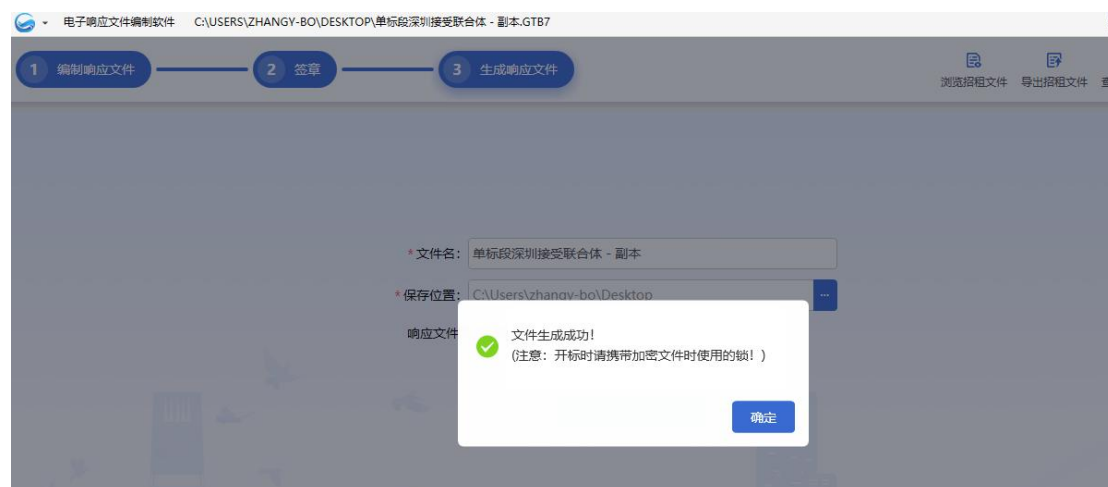 电子响应文件编制软件 C:\USERS\ZHANGY-BO\DESKTOP\单标段深圳接受联合体 - 副本.GTB7
1 编制响应文件 2 签章 3 生成响应文件
浏览招租文件 导出招租文件
*文件名: 单标段深圳接受联合体 - 副本
*保存位置: C:\Users\zhangy-bo\Desktop ...
响应文件
文件生成成功!
(注意：开标时请携带加密文件时使用的锁！)
确定